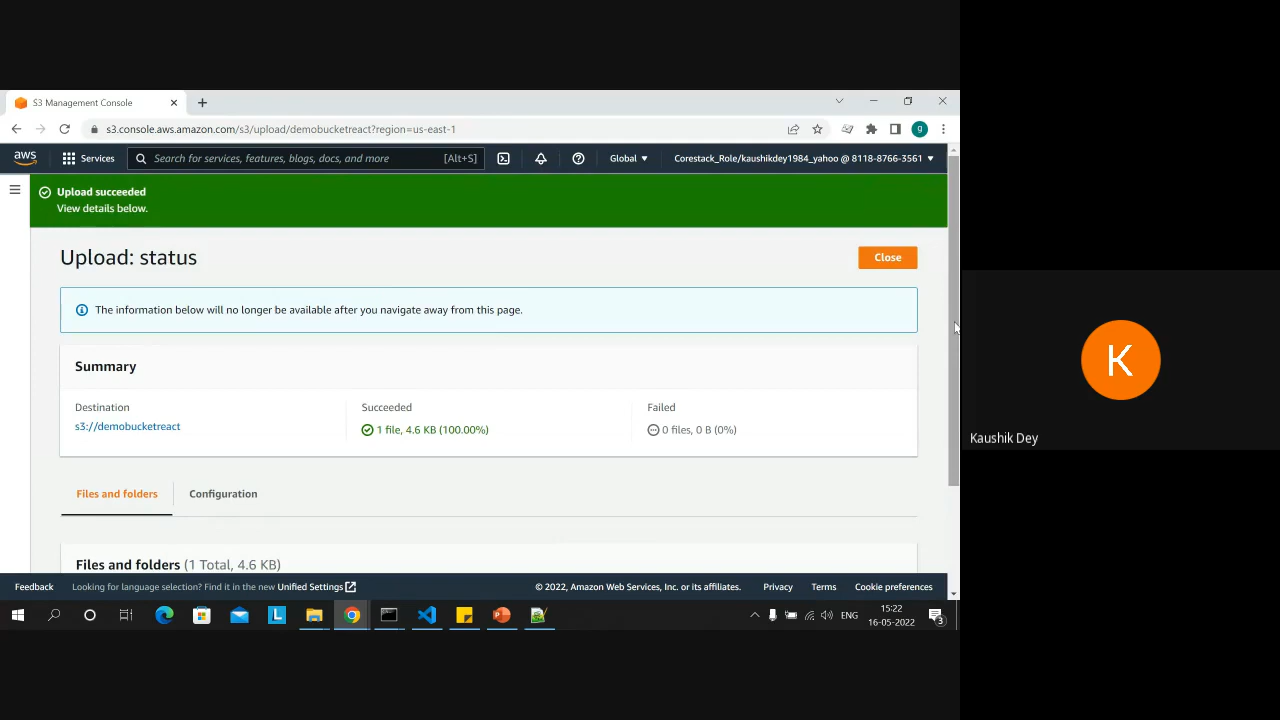 S3 Management Console
s3.console.aws.amazon.com/s3/upload/demobucketreact?region=us-east-1
g
aws
Services
Search for services, features, blogs, docs, and more
[Alt+S]
Global
Corestack_Role/kaushikdey1984_yahoo @ 8118-8766-3561
Upload succeeded
View details below.
Upload: status
Close
The information below will no longer be available after you navigate away from this page.
Summary
Destination
s3://demobucketreact
Succeeded
1 file, 4.6 KB (100.00%)
Failed
0 files, 0 B (0%)
Files and folders
Configuration
Files and folders (1 Total, 4.6 KB)
Feedback
Looking for language selection? Find it in the new Unified Settings
© 2022, Amazon Web Services, Inc. or its affiliates.
Privacy
Terms
Cookie preferences
L
ENG
15:22
16-05-2022
3
K
Kaushik Dey